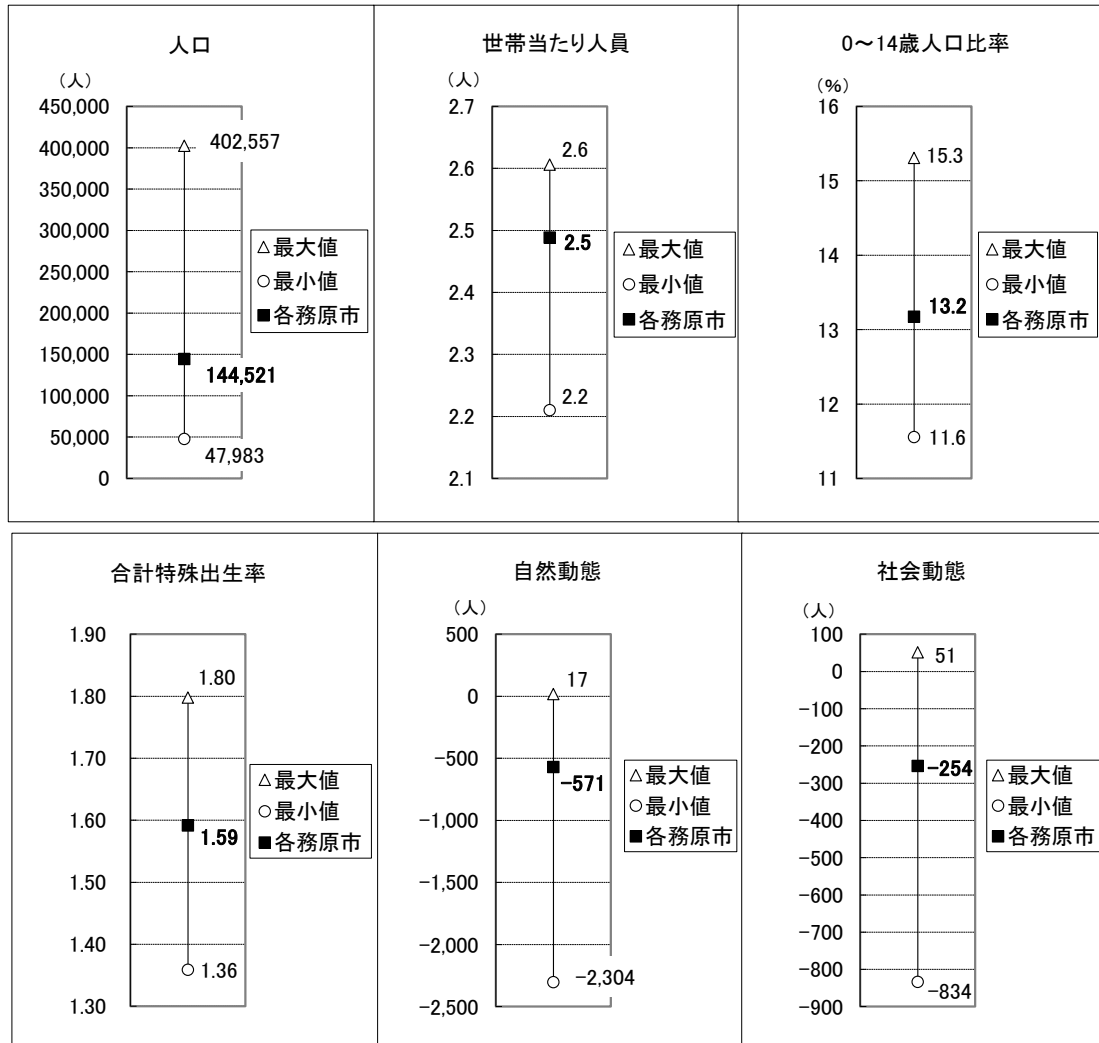 人口
（人）
450,000
400,000
350,000
300,000
250,000
200,000
150,000
100,000
50,000
0
402,557
144,521
47,983
△最大値
○最小値
■各務原市
世帯当たり人員
（人）
2.7
2.6
2.5
2.4
2.3
2.2
2.1
2.6
2.5
2.2
△最大値
○最小値
■各務原市
0～14歳人口比率
（%）
16
15
14
13
12
11
15.3
13.2
11.6
△最大値
○最小値
■各務原市
合計特殊出生率
1.90
1.80
1.70
1.60
1.50
1.40
1.30
1.80
1.59
1.36
△最大値
○最小値
■各務原市
自然動態
（人）
500
0
-500
-1,000
-1,500
-2,000
-2,500
17
-571
-2,304
△最大値
○最小値
■各務原市
社会動態
（人）
100
0
-100
-200
-300
-400
-500
-600
-700
-800
-900
51
-254
-834
△最大値
○最小値
■各務原市